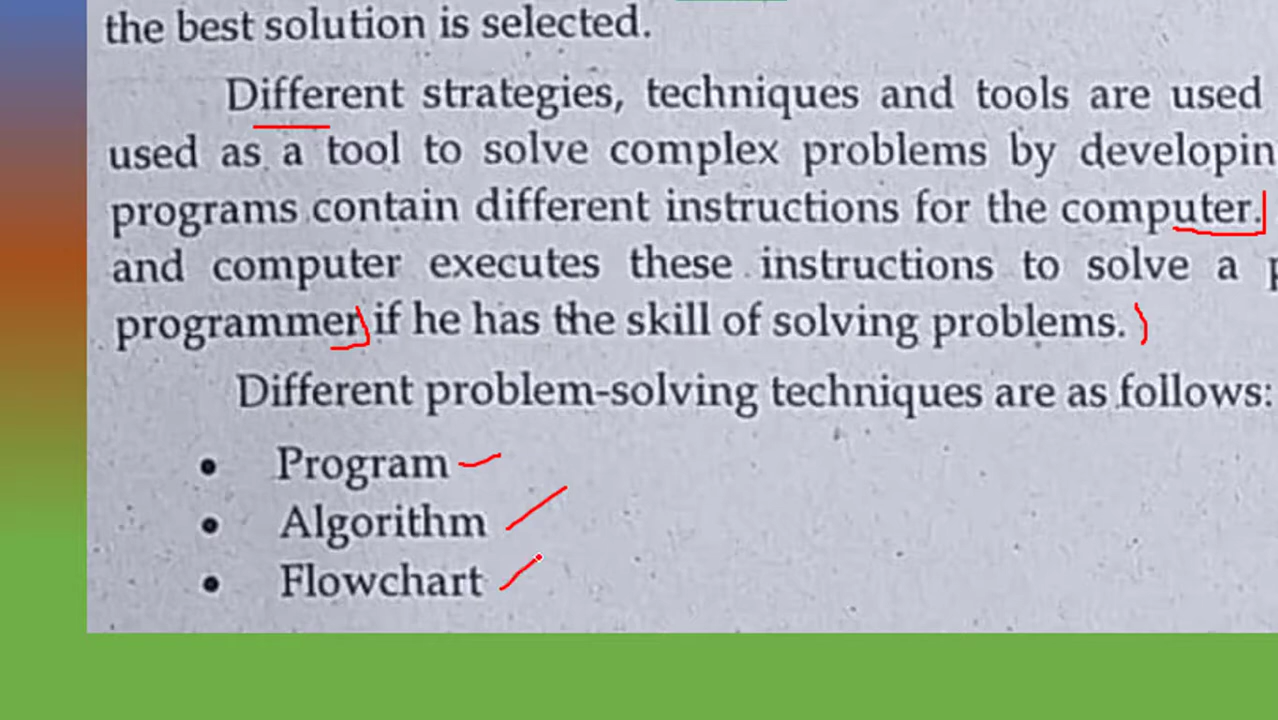 the best solution is selected.
Different strategies, techniques and tools are used
used as a tool to solve complex problems by developin
programs contain different instructions for the computer.
and computer executes these instructions to solve a p
programmer if he has the skill of solving problems.
Different problem-solving techniques are as follows:
• Program
• Algorithm
• Flowchart